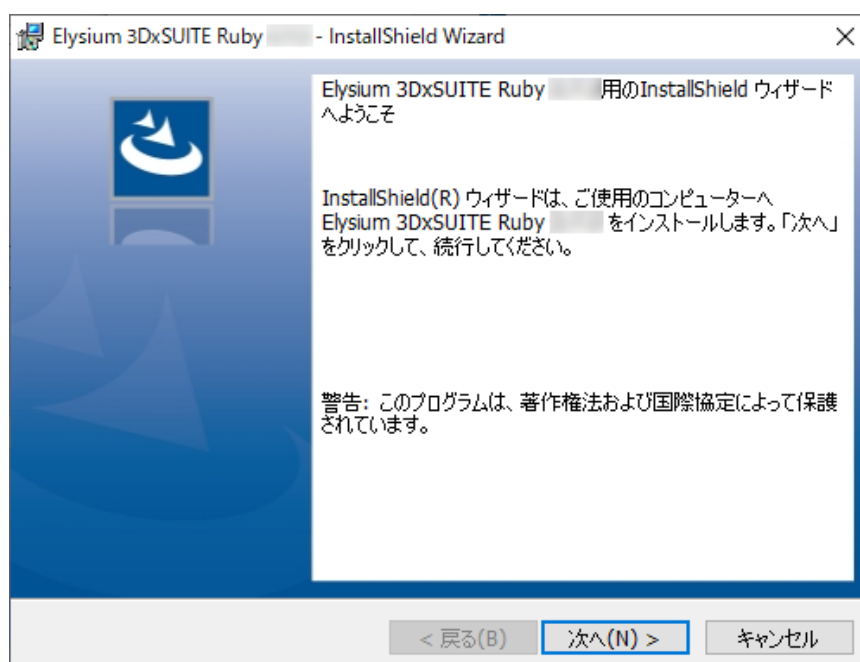 Elysium 3DxSUITE Ruby - InstallShield Wizard
Elysium 3DxSUITE Ruby 用のInstallShield ウィザード
へようこそ
InstallShield(R) ウィザードは、ご使用のコンピューターへ
Elysium 3DxSUITE Ruby をインストールします。「次へ」
をクリックして、続行してください。
警告: このプログラムは、著作権法および国際協定によって保護
されています。
< 戻る(B)
次へ(N) >
キャンセル